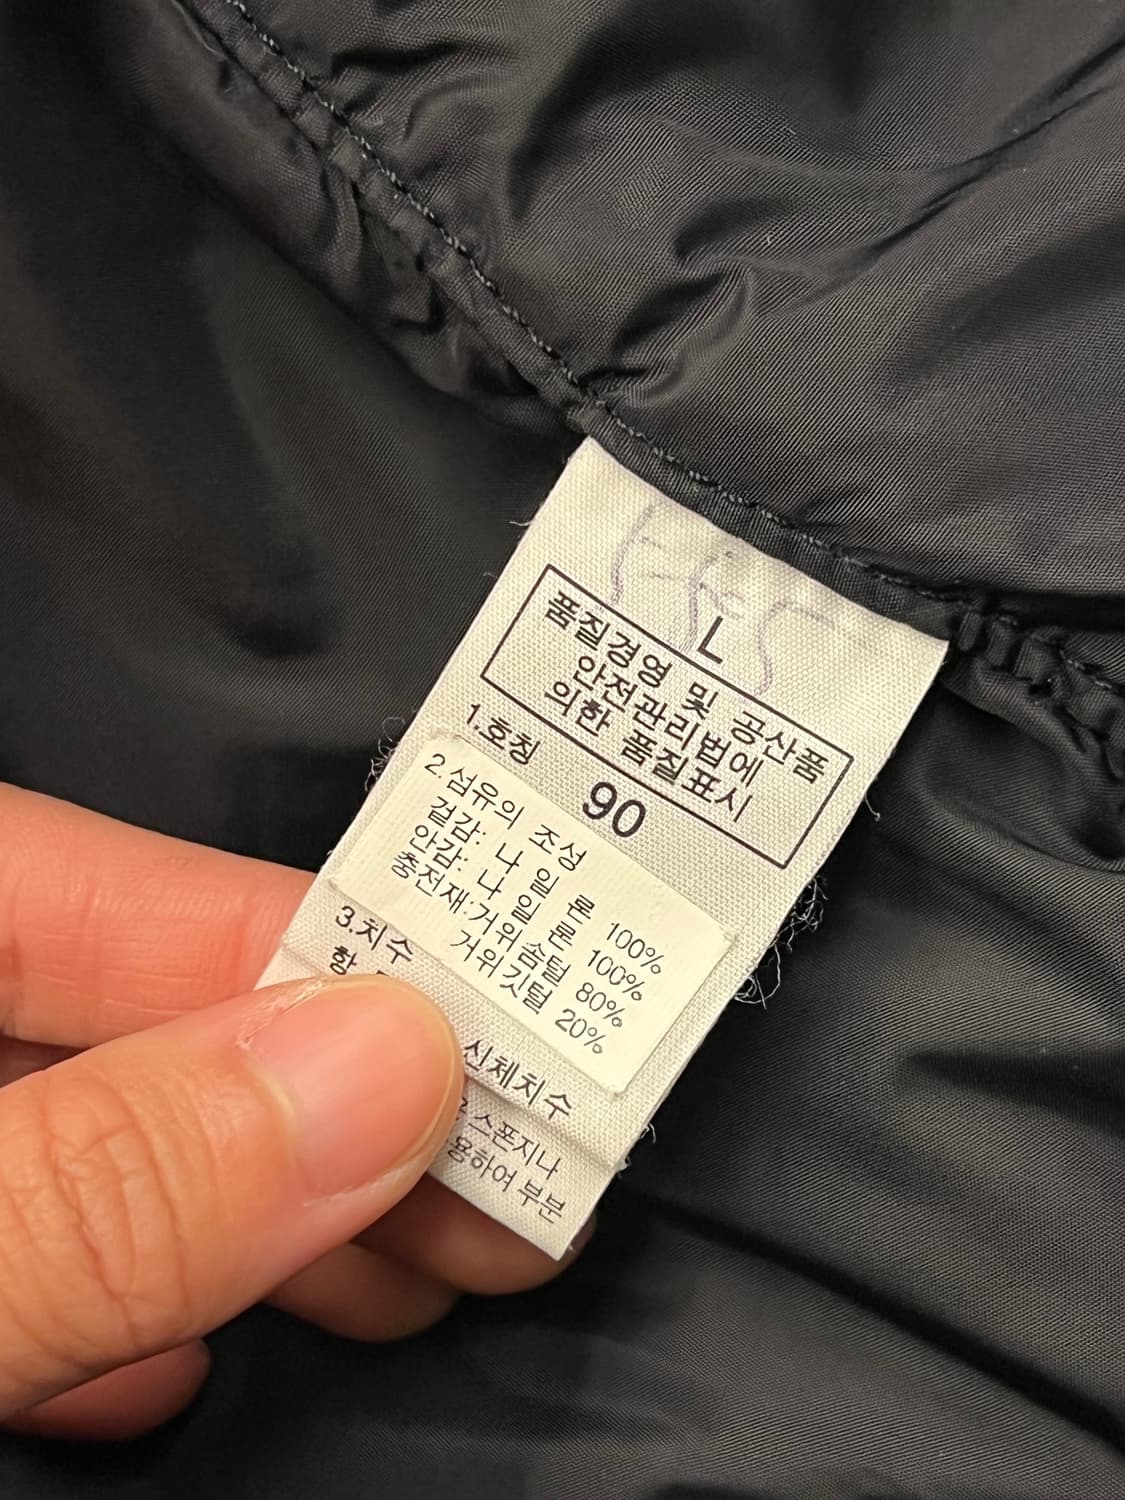 L
품질경영 및 공산품
안전관리법에
의한 품질표시
1.호칭 90
2.섬유의 조성
겉감: 나 일 론 100%
안감: 나 일 론 100%
충전재:거위솜털 80%
거위깃털 20%
3.치수
신체치수
스폰지나
용하여 부분